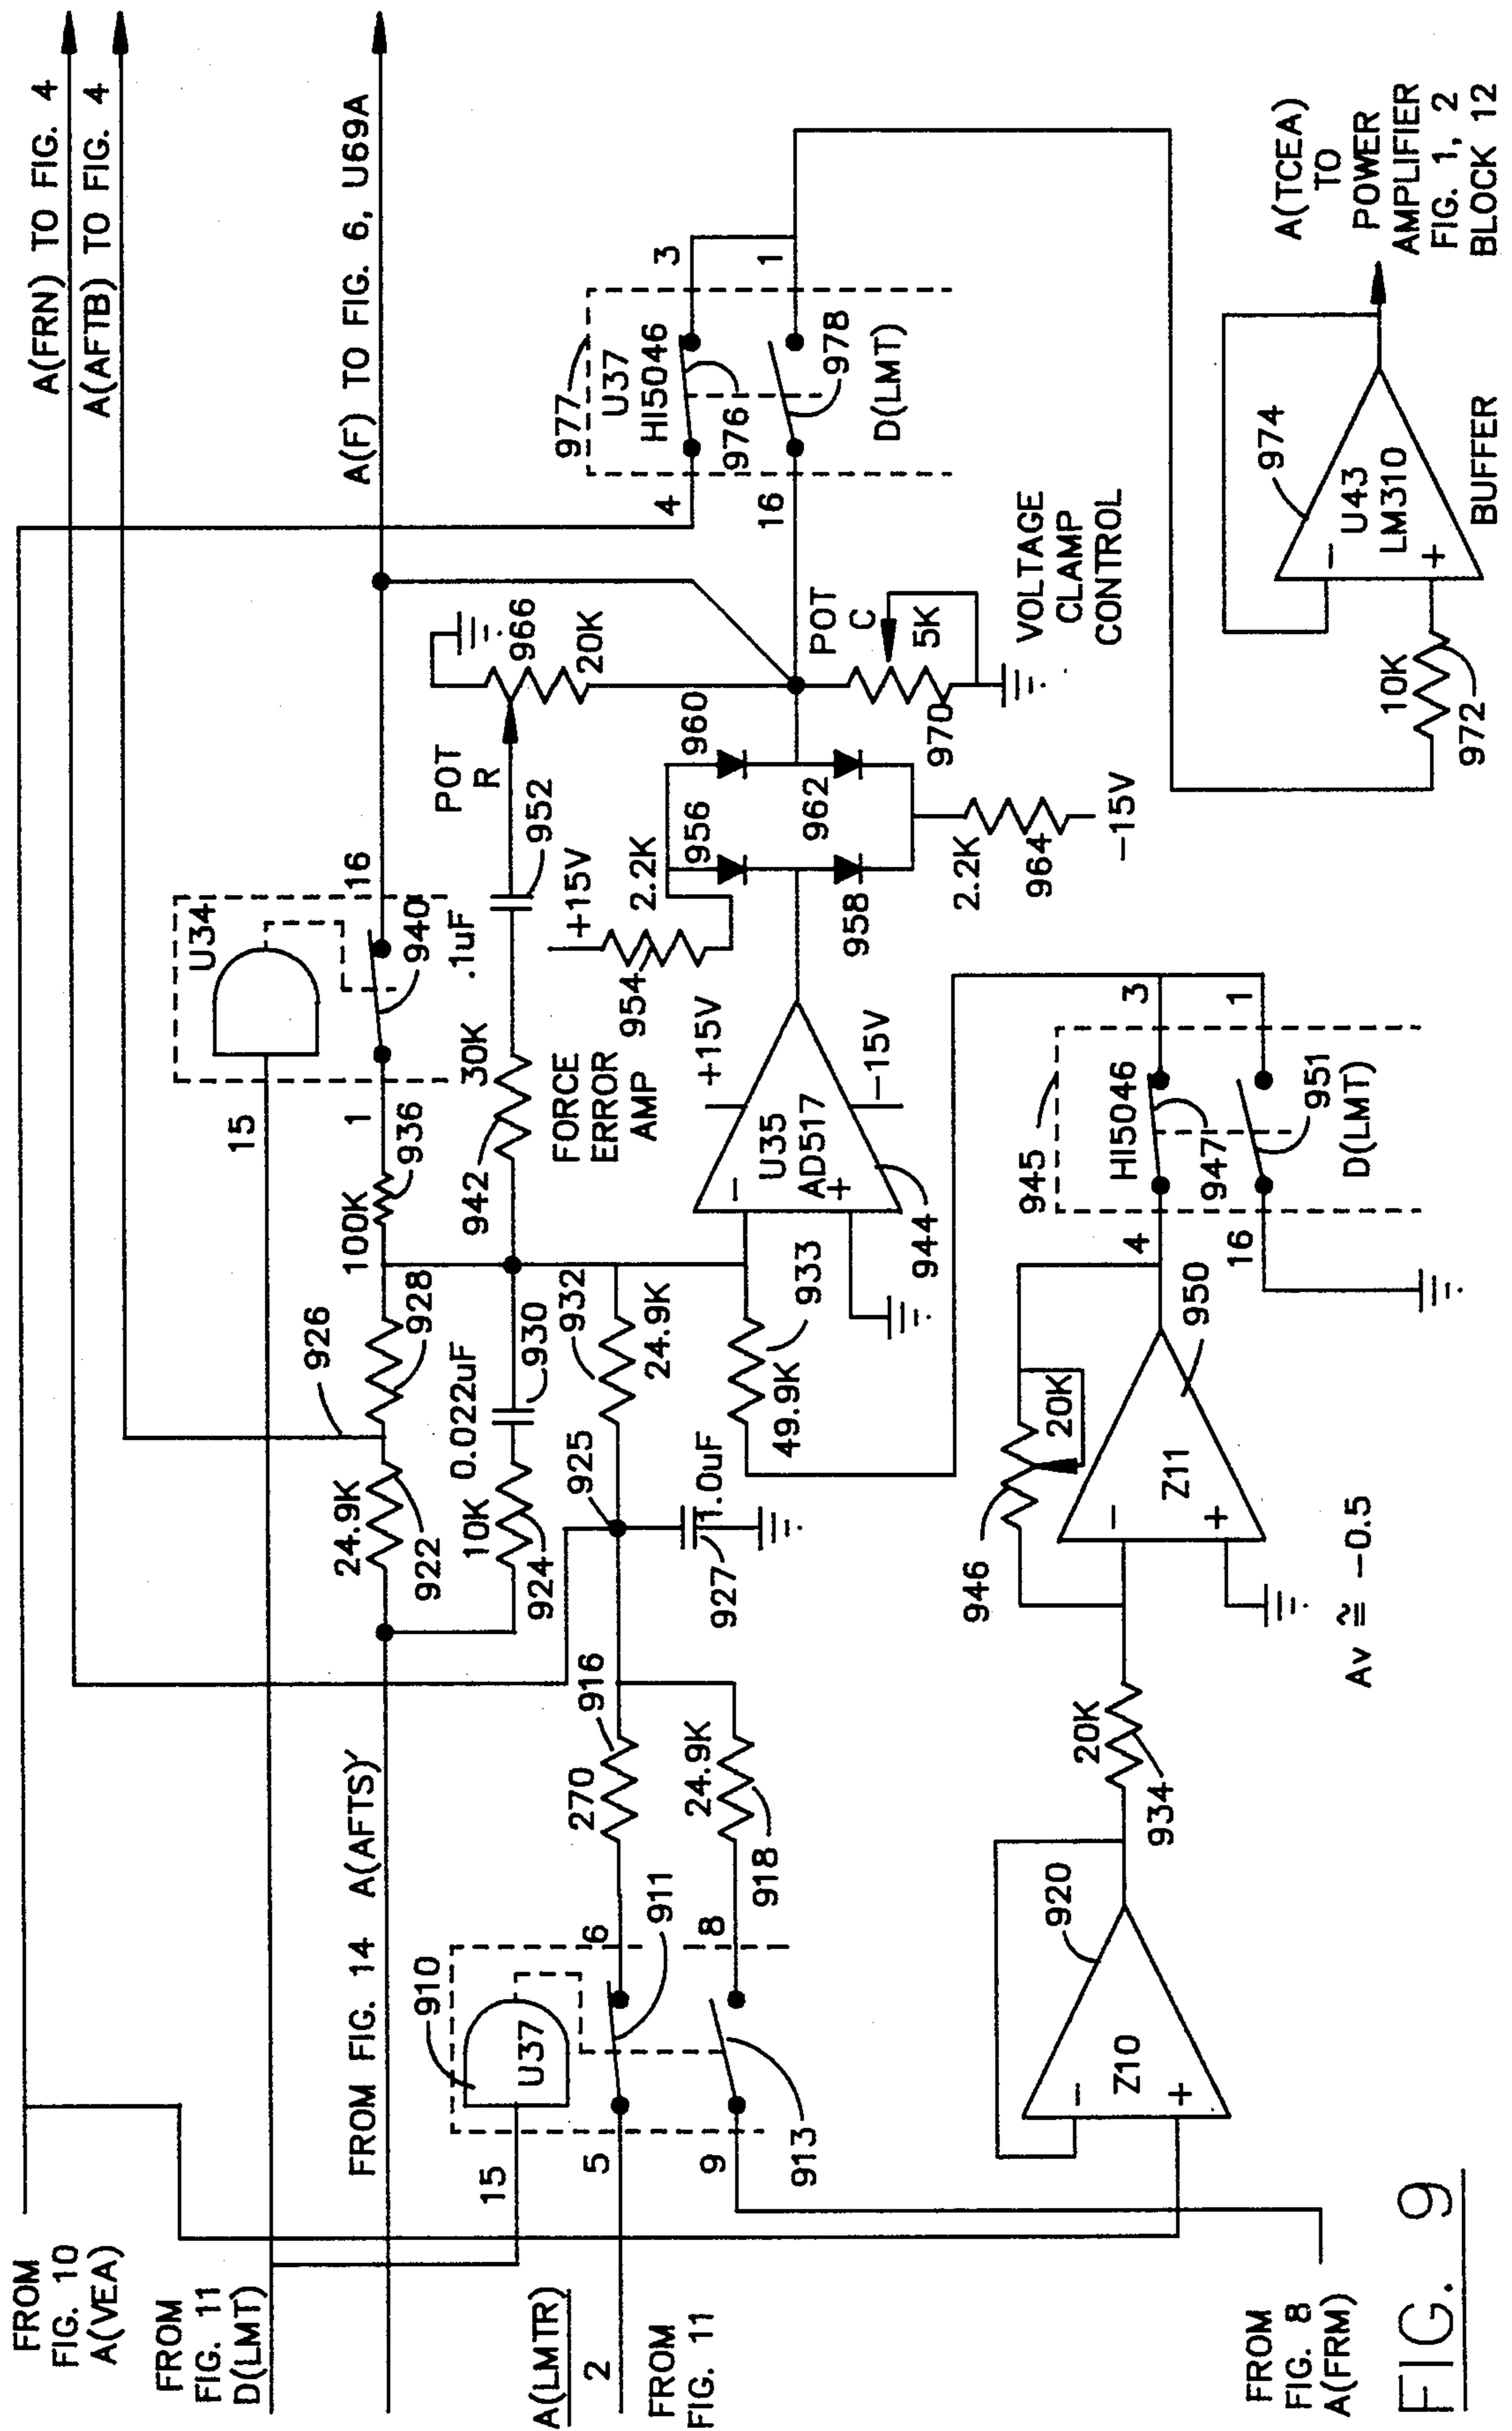 A(FRN) TO FIG. 4
A(AFTB) TO FIG. 4
A(F) TO FIG. 6, U69A
FROM
FIG. 10
A(VEA)
FROM
FIG. 11
D(LMT)
FROM FIG. 14 A(AFTS)
A(LMTR)
2
FROM
FIG. 11
FROM
FIG. 8
A(FRM)
15
910
U37
5
6
911
9
8
913
270
916
24.9K
918
24.9K
922
926
928
10K
924
0.022uF
930
925
932
24.9K
927
1.0uF
49.9K
933
100K
936
1
15
U34
940
16
942
30K
.1uF
952
POT
R
966
20K
FORCE
ERROR
AMP
+15V
954
2.2K
956
960
958
962
2.2K
964
-15V
U35
AD517
-
+
+15V
-15V
944
POT
C
5K
970
VOLTAGE
CLAMP
CONTROL
977
U37
HI5046
4
3
976
16
1
978
D(LMT)
920
Z10
-
+
20K
934
946
20K
Z11
-
+
950
Av ≅ -0.5
945
HI5046
4
3
947
16
1
951
D(LMT)
10K
972
974
U43
LM310
-
+
BUFFER
A(TCEA)
TO
POWER
AMPLIFIER
FIG. 1, 2
BLOCK 12
FIG. 9